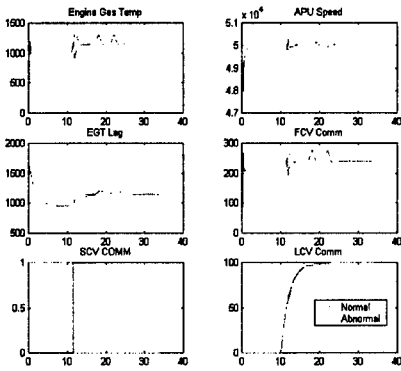 Engine Gas Temp
1500
1000
500
0
0 10 20 30 40
APU Speed
x 10^4
5.1
5
4.9
4.8
4.7
0 10 20 30 40
EGT Lag
2000
1500
1000
500
0 10 20 30 40
FCV Comm
300
200
100
0
0 10 20 30 40
SCV COMM
1
0.5
0
0 10 20 30 40
LCV Comm
100
50
0
0 10 20 30 40
Normal
Abnormal